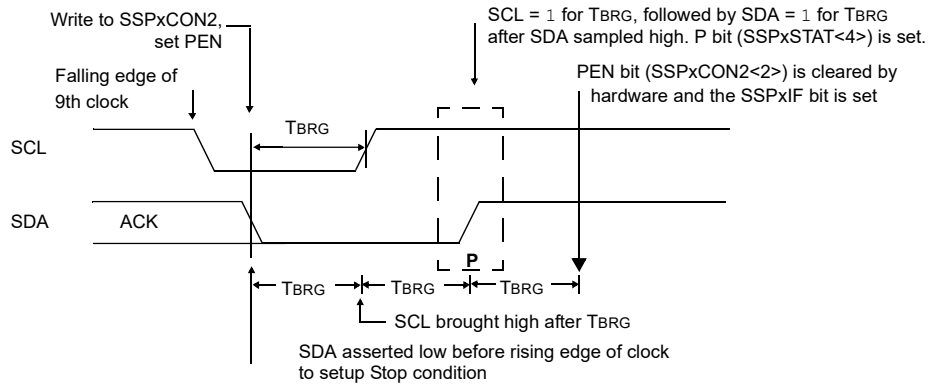 Write to SSPxCON2,
set PEN
SCL = 1 for TBRG, followed by SDA = 1 for TBRG
after SDA sampled high. P bit (SSPxSTAT<4>) is set.
Falling edge of
9th clock
PEN bit (SSPxCON2<2>) is cleared by
hardware and the SSPxIF bit is set
TBRG
SCL
SDA
ACK
P
TBRG
TBRG
TBRG
SCL brought high after TBRG
SDA asserted low before rising edge of clock
to setup Stop condition